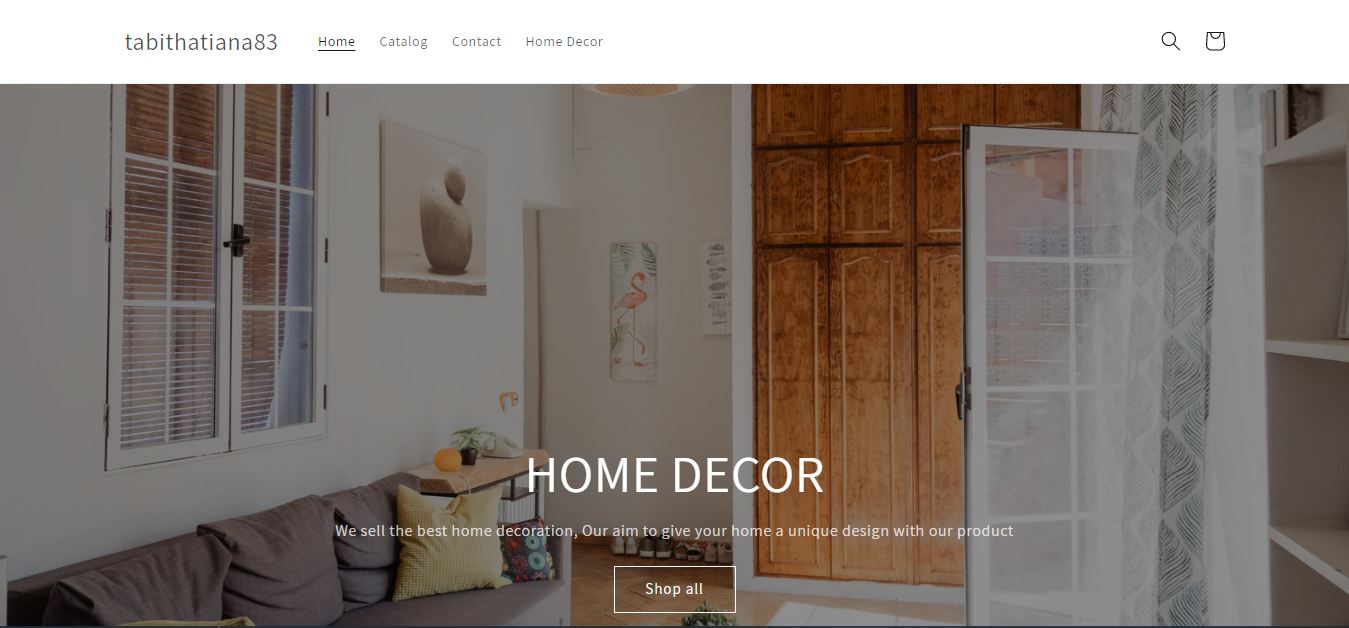 tabithatiana83
Home Catalog Contact Home Decor
HOME DECOR
We sell the best home decoration, Our aim to give your home a unique design with our product
Shop all